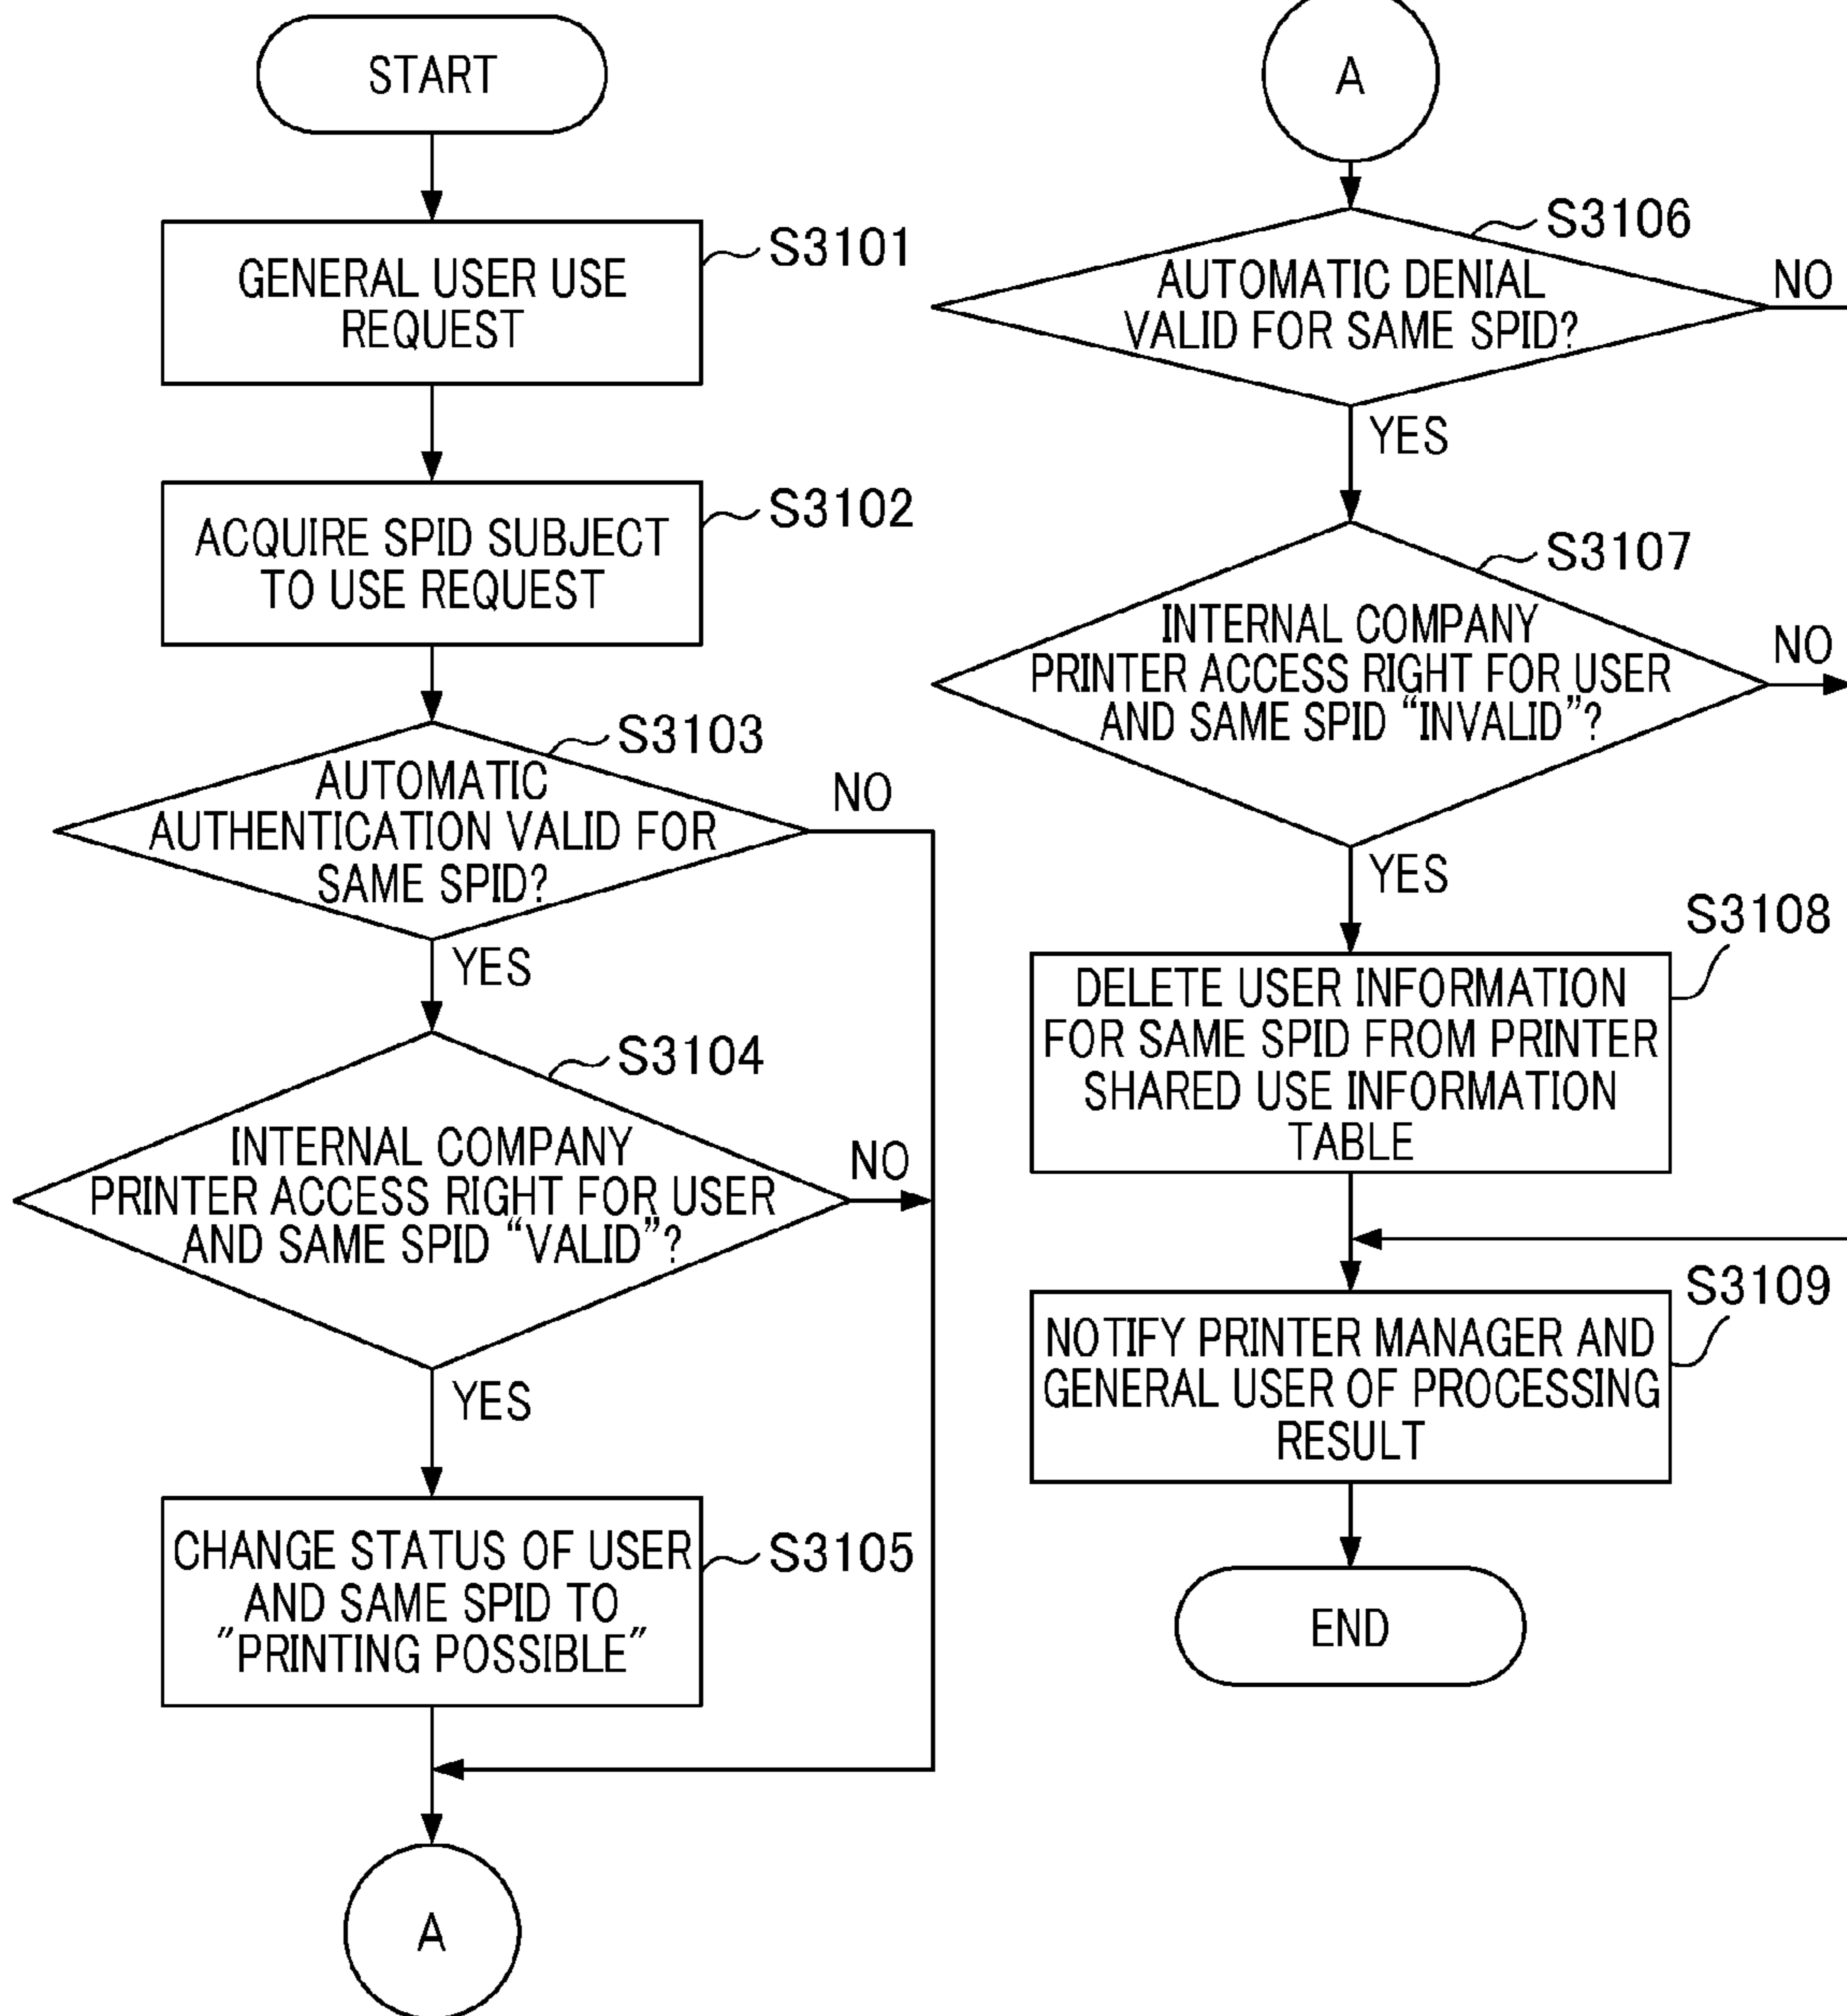 START
GENERAL USER USE
REQUEST
S3101
ACQUIRE SPID SUBJECT
TO USE REQUEST
S3102
AUTOMATIC
AUTHENTICATION VALID FOR
SAME SPID?
S3103
NO
YES
INTERNAL COMPANY
PRINTER ACCESS RIGHT FOR USER
AND SAME SPID “VALID”?
S3104
NO
YES
CHANGE STATUS OF USER
AND SAME SPID TO
"PRINTING POSSIBLE"
S3105
A
A
AUTOMATIC DENIAL
VALID FOR SAME SPID?
S3106
NO
YES
INTERNAL COMPANY
PRINTER ACCESS RIGHT FOR USER
AND SAME SPID “INVALID”?
S3107
NO
YES
DELETE USER INFORMATION
FOR SAME SPID FROM PRINTER
SHARED USE INFORMATION
TABLE
S3108
NOTIFY PRINTER MANAGER AND
GENERAL USER OF PROCESSING
RESULT
S3109
END